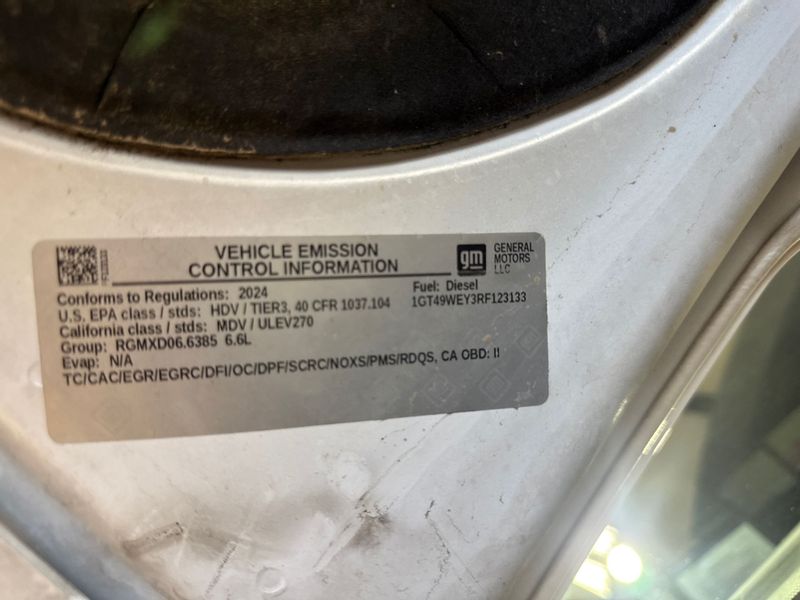 VEHICLE EMISSION
CONTROL INFORMATION
gm
GENERAL
MOTORS
LLC
Conforms to Regulations: 2024
Fuel: Diesel
U.S. EPA class / stds: HDV / TIER3, 40 CFR 1037.104
1GT49WEY3RF123133
California class / stds: MDV / ULEV270
Group: RGMXD06.6385 6.6L
Evap: N/A
TC/CAC/EGR/EGRC/DFI/OC/DPF/SCRC/NOXS/PMS/RDQS, CA OBD: II